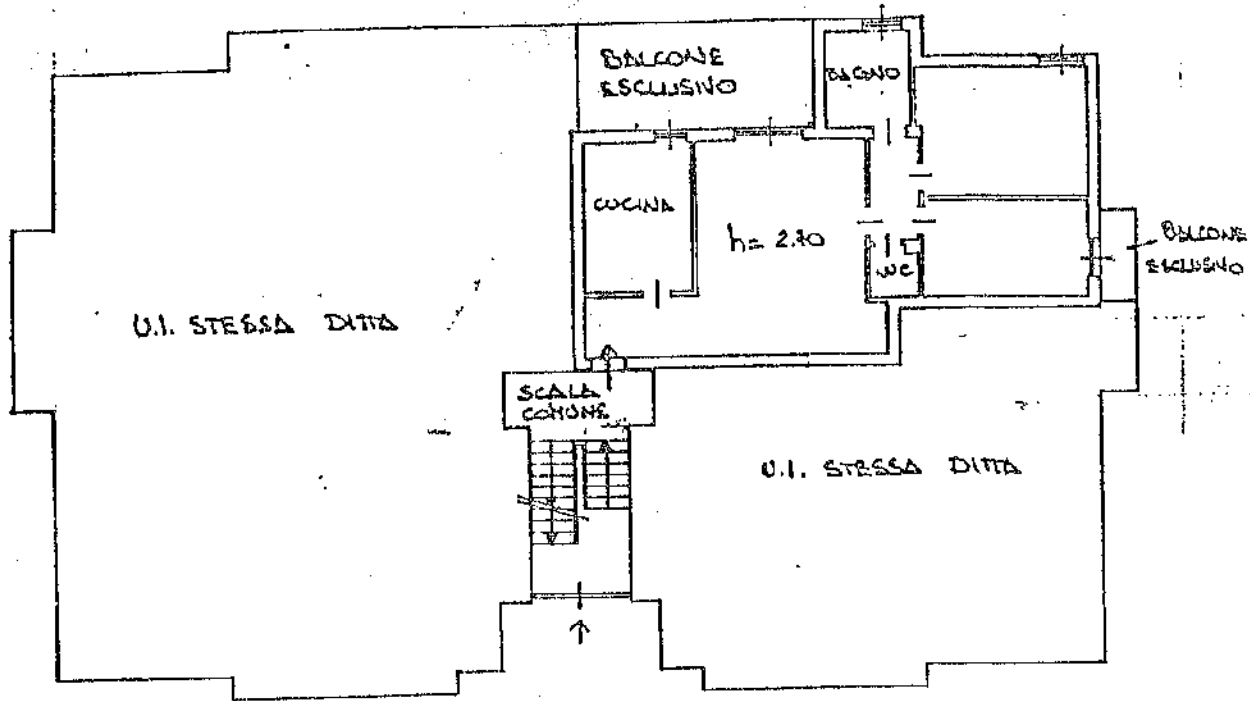 BALCONE
ESCLUSIVO
BAGNO
CUCINA
h= 2.70
WC
BALCONE
ESCLUSIVO
U.I. STESSA DITTA
SCALA
COMUNE
U.I. STESSA DITTA